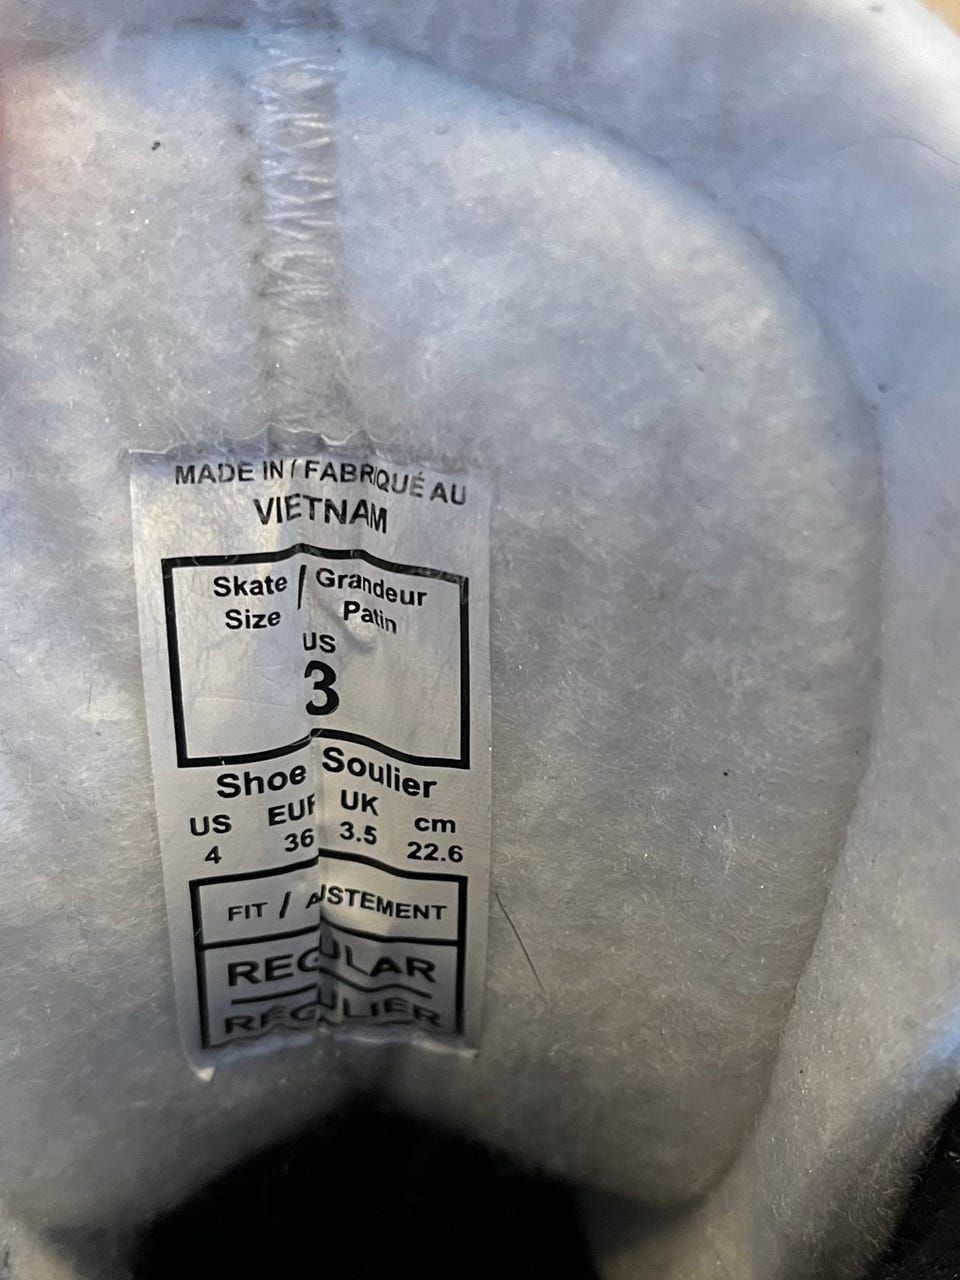 MADE IN / FABRIQUÉ AU
VIETNAM
Skate / Grandeur
Size Patin
US
3
Shoe Soulier
US EUR UK cm
4 36 3.5 22.6
FIT / AJUSTEMENT
REGULAR
RÉGULIER